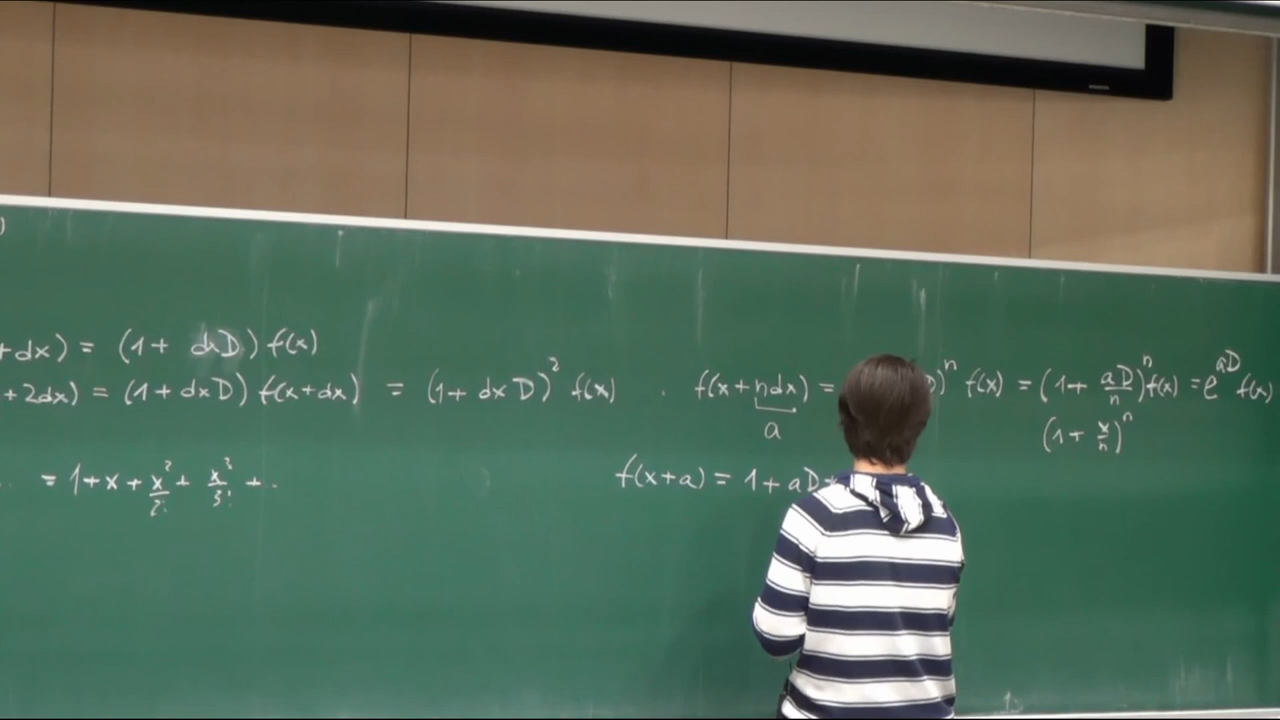 )
+dx) = (1+ dxD) f(x)
+2dx) = (1+dxD) f(x+dx) = (1+ dx D)² f(x) . f(x+ndx) = D)ⁿ f(x) = (1+ aD/n)ⁿ f(x) = e^{aD} f(x)
a (1+ x/n)ⁿ
.. = 1+x+ x²/2! + x³/3! + .. f(x+a) = 1+aD+